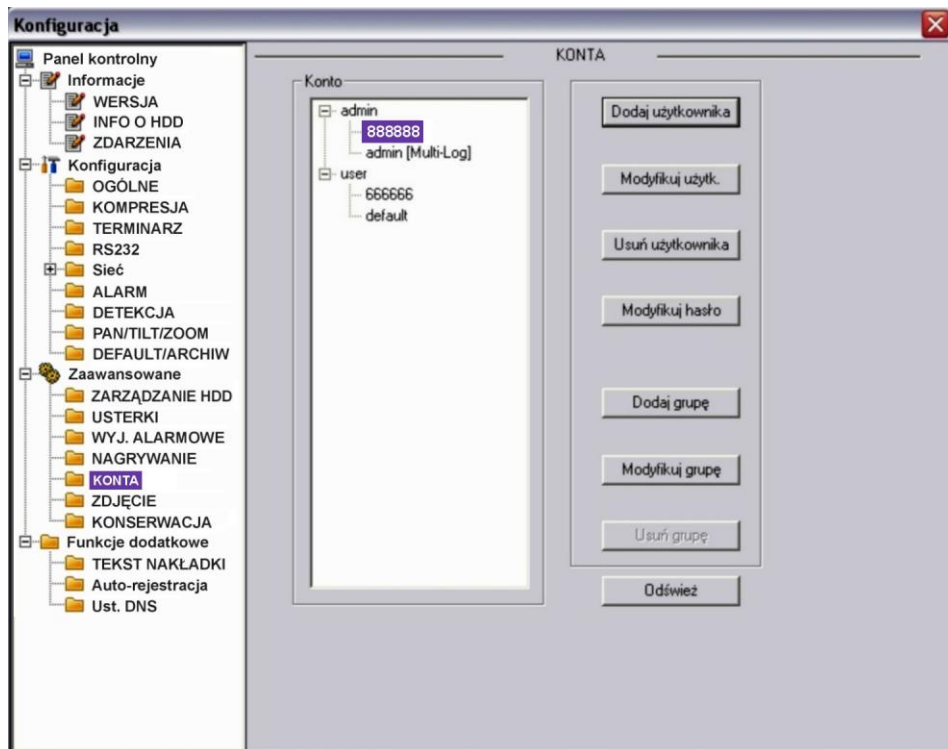 Konfiguracja
Panel kontrolny
Informacje
WERSJA
INFO O HDD
ZDARZENIA
Konfiguracja
OGÓLNE
KOMPRESJA
TERMINARZ
RS232
Sieć
ALARM
DETEKCJA
PAN/TILT/ZOOM
DEFAULT/ARCHIW
Zaawansowane
ZARZĄDZANIE HDD
USTERKI
WYJ. ALARMOWE
NAGRYWANIE
KONTA
ZDJĘCIE
KONSERWACJA
Funkcje dodatkowe
TEKST NAKŁADKI
Auto-rejestracja
Ust. DNS
KONTA
Konto
admin
888888
admin [Multi-Log]
user
666666
default
Dodaj użytkownika
Modyfikuj użytk.
Usuń użytkownika
Modyfikuj hasło
Dodaj grupę
Modyfikuj grupę
Usuń grupę
Odśwież